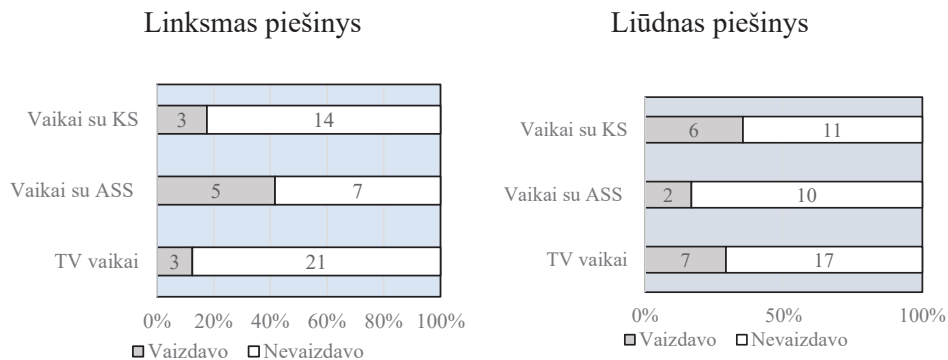 Linksmas piešinys
Vaikai su KS 3 14
Vaikai su ASS 5 7
TV vaikai 3 21
0% 20% 40% 60% 80% 100%
Vaizdavo Nevaizdavo
Liūdnas piešinys
Vaikai su KS 6 11
Vaikai su ASS 2 10
TV vaikai 7 17
0% 50% 100%
Vaizdavo Nevaizdavo